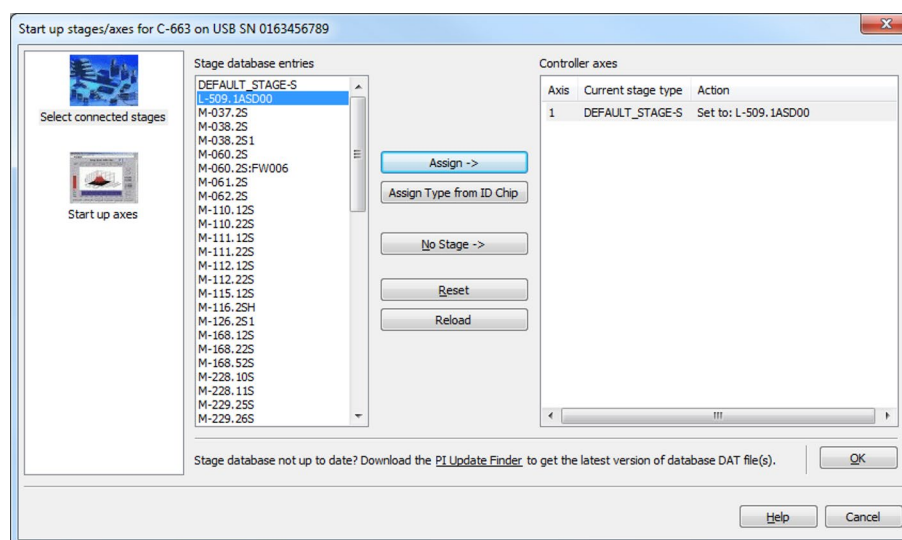 Start up stages/axes for C-663 on USB SN 0163456789
Select connected stages
Start up axes
Stage database entries
DEFAULT_STAGE-S
L-509.1ASD00
M-037.2S
M-038.2S
M-038.2S1
M-060.2S
M-060.2S:FW006
M-061.2S
M-062.2S
M-110.12S
M-110.22S
M-111.12S
M-111.22S
M-112.12S
M-112.22S
M-115.12S
M-116.2SH
M-126.2S1
M-168.12S
M-168.22S
M-168.52S
M-228.10S
M-228.11S
M-229.25S
M-229.26S
Assign ->
Assign Type from ID Chip
No Stage ->
Reset
Reload
Controller axes
Axis Current stage type Action
1 DEFAULT_STAGE-S Set to: L-509.1ASD00
Stage database not up to date? Download the PI Update Finder to get the latest version of database DAT file(s).
OK
Help Cancel